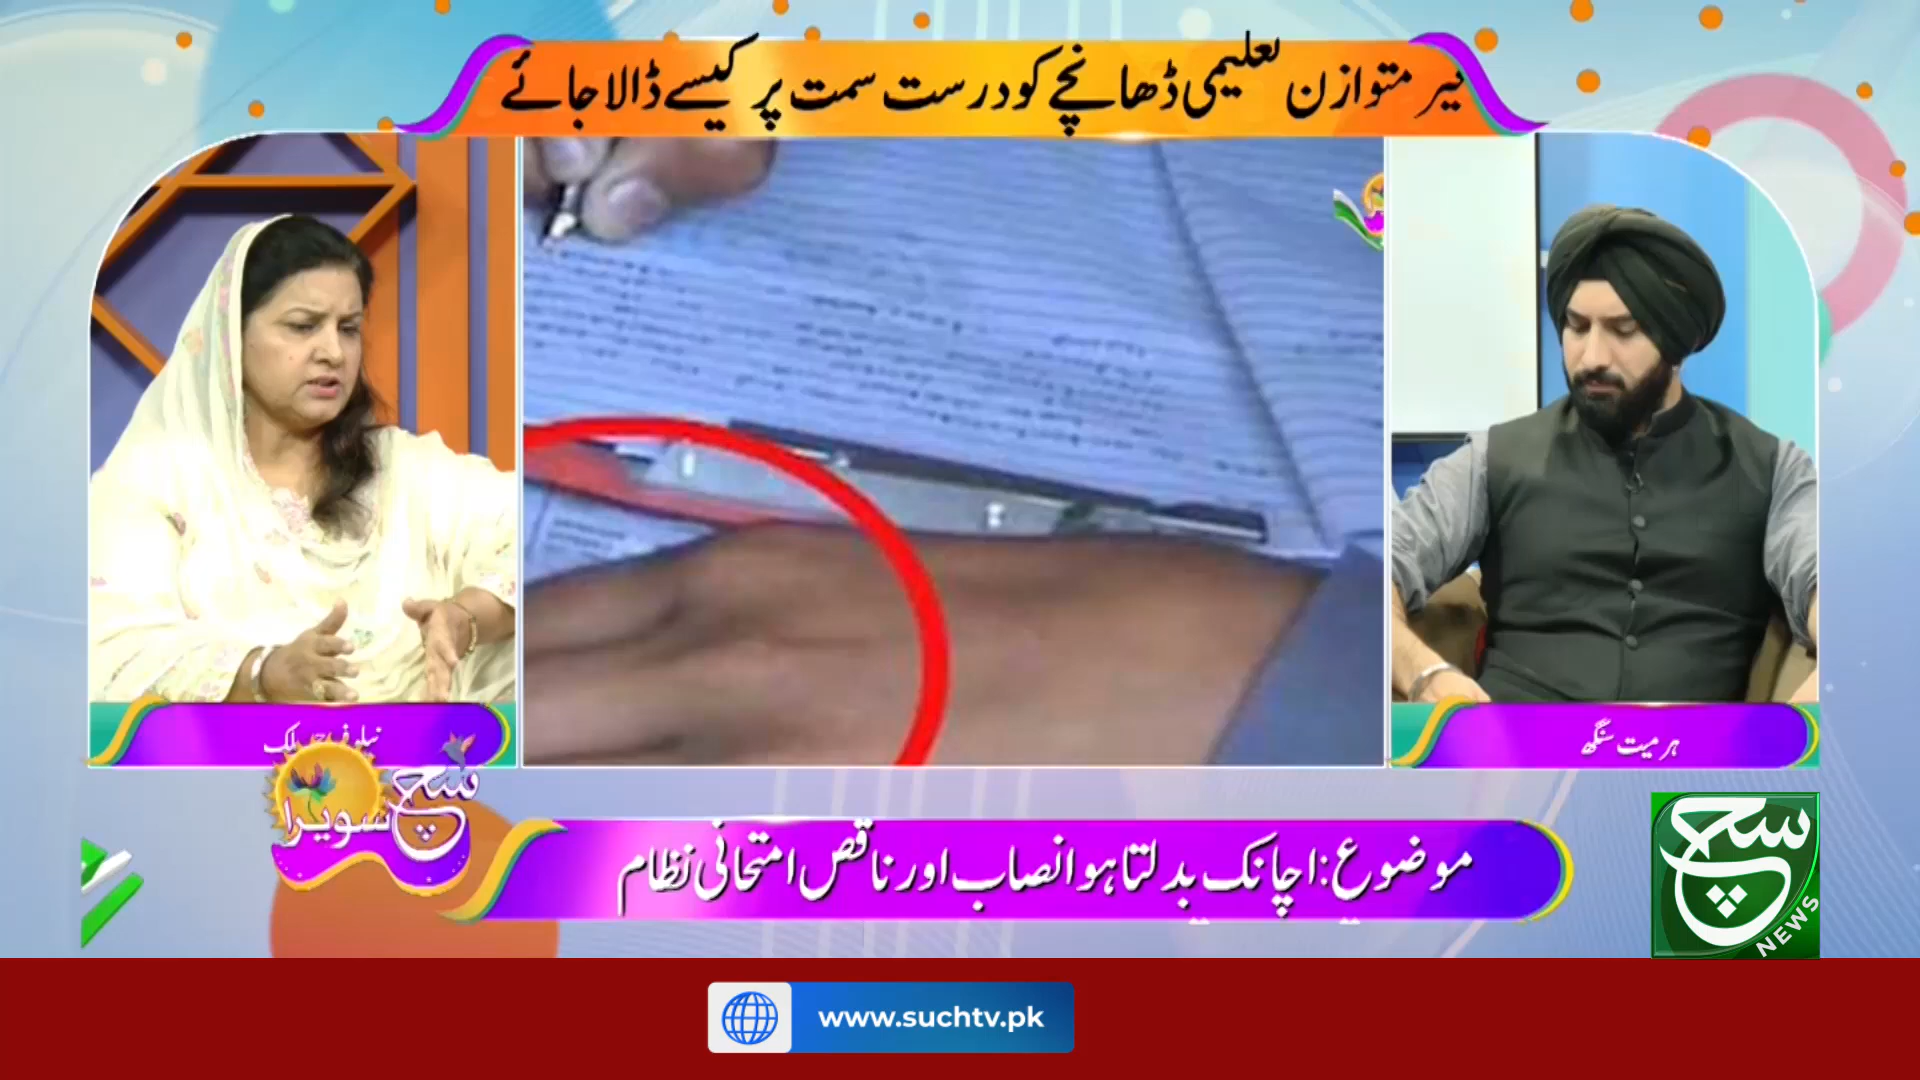 غیر متوازن تعلیمی ڈھانچے کو درست سمت پر کیسے ڈالا جائے
ملک
ہرمیت سنگھ
سچ سویرا
موضوع: اچانک بدلتا ہوا نصاب اور ناقص امتحانی نظام
سچ
NEWS
www.suchtv.pk